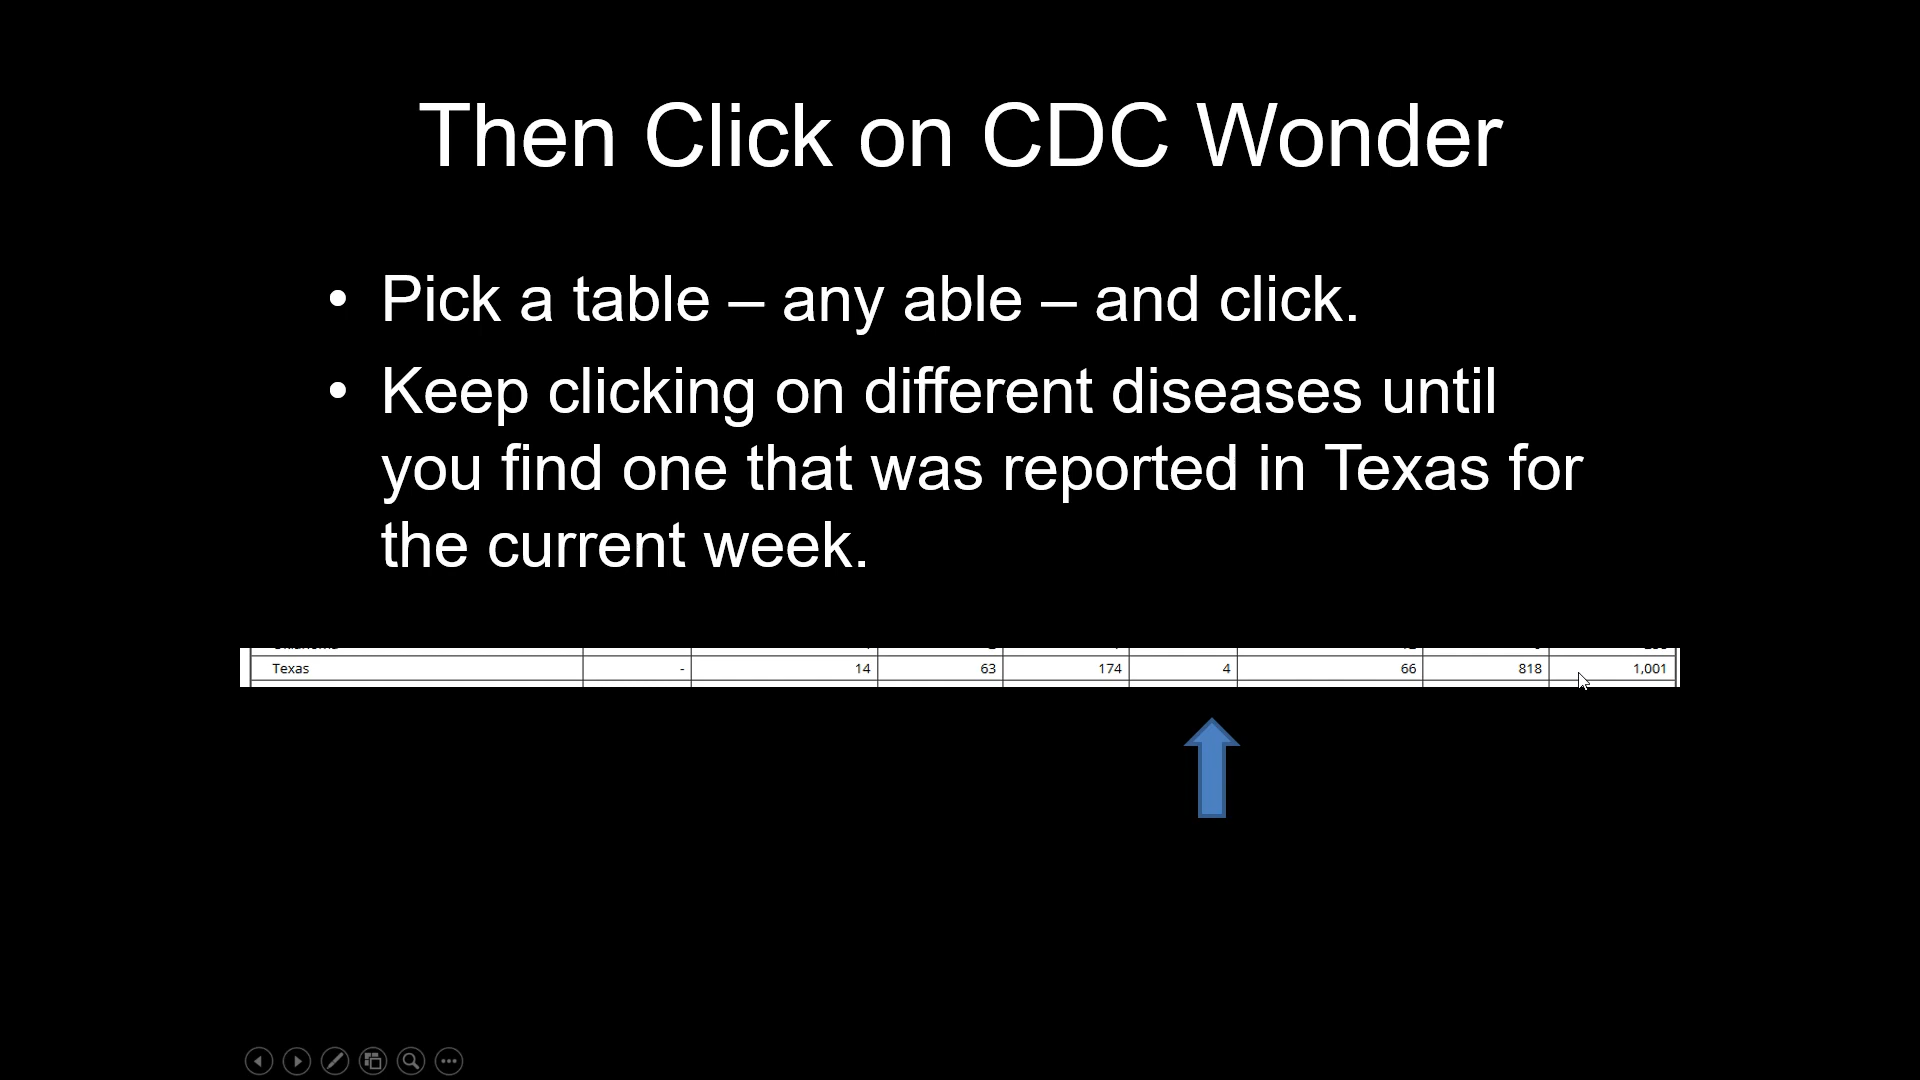 Then Click on CDC Wonder
• Pick a table – any able – and click.
• Keep clicking on different diseases until
you find one that was reported in Texas for
the current week.
Texas - 14 63 174 4 66 818 1,001